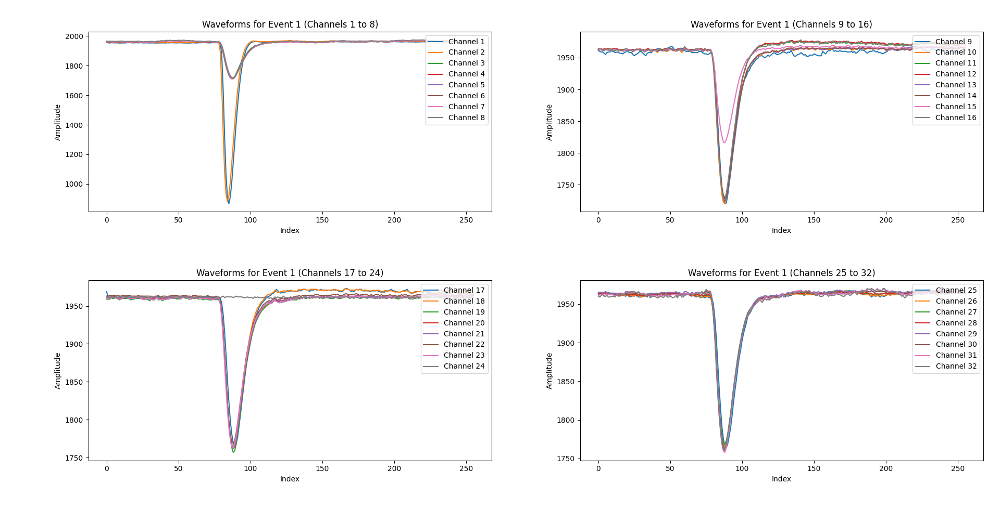 Waveforms for Event 1 (Channels 1 to 8)
2000
1800
1600
1400
1200
1000
Amplitude
0 50 100 150 200 250
Index
Channel 1
Channel 2
Channel 3
Channel 4
Channel 5
Channel 6
Channel 7
Channel 8
Waveforms for Event 1 (Channels 9 to 16)
1950
1900
1850
1800
1750
Amplitude
0 50 100 150 200 250
Index
Channel 9
Channel 10
Channel 11
Channel 12
Channel 13
Channel 14
Channel 15
Channel 16
Waveforms for Event 1 (Channels 17 to 24)
1950
1900
1850
1800
1750
Amplitude
0 50 100 150 200 250
Index
Channel 17
Channel 18
Channel 19
Channel 20
Channel 21
Channel 22
Channel 23
Channel 24
Waveforms for Event 1 (Channels 25 to 32)
1950
1900
1850
1800
1750
Amplitude
0 50 100 150 200 250
Index
Channel 25
Channel 26
Channel 27
Channel 28
Channel 29
Channel 30
Channel 31
Channel 32